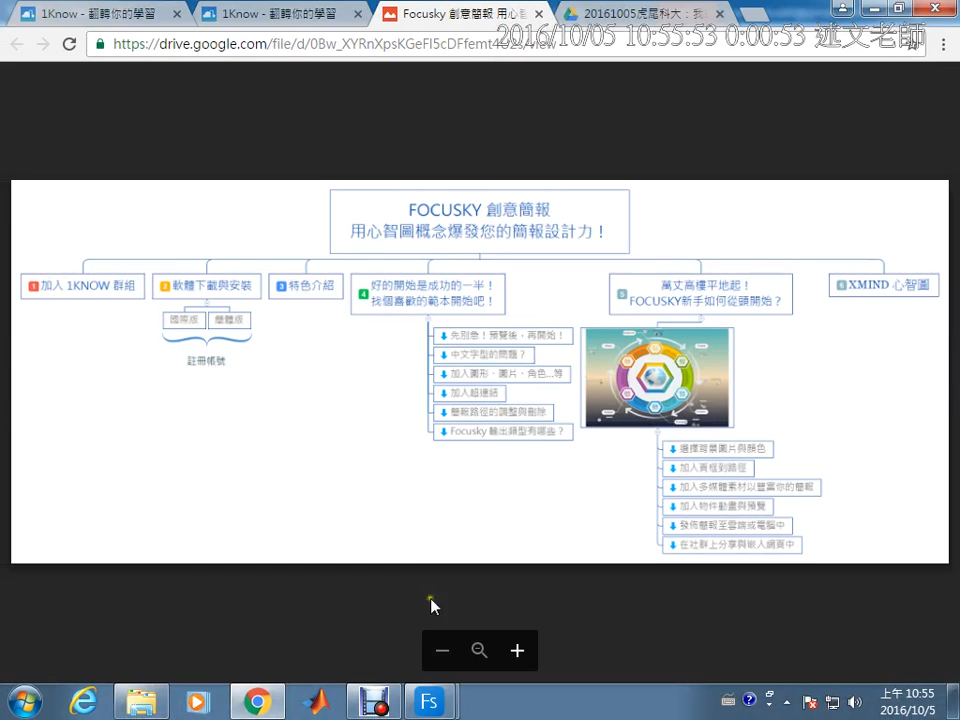 1Know - 翻轉你的學習
1Know - 翻轉你的學習
Focusky 創意簡報 用心智
20161005虎尾科大：我
https://drive.google.com/file/d/
2016/10/05 10:55:53 0:00:53 述文老師
FOCUSKY 創意簡報
用心智圖概念爆發您的簡報設計力！
1 加入 1KNOW 群組
2 軟體下載與安裝
國際版
簡體版
註冊帳號
3 特色介紹
4 好的開始是成功的一半！
找個喜歡的範本開始吧！
先別急！預覽後，再開始！
中文字型的問題？
加入圖形、圖片、角色...等
加入超連結
簡報路徑的調整與刪除
Focusky 輸出類型有哪些？
5 萬丈高樓平地起！
FOCUSKY新手如何從頭開始？
選擇背景圖片與顏色
加入頁框到路徑
加入多媒體素材以豐富你的簡報
加入物件動畫與預覽
發佈簡報至雲端或電腦中
在社群上分享與嵌入網頁中
6 XMIND 心智圖
Fs
上午 10:55
2016/10/5